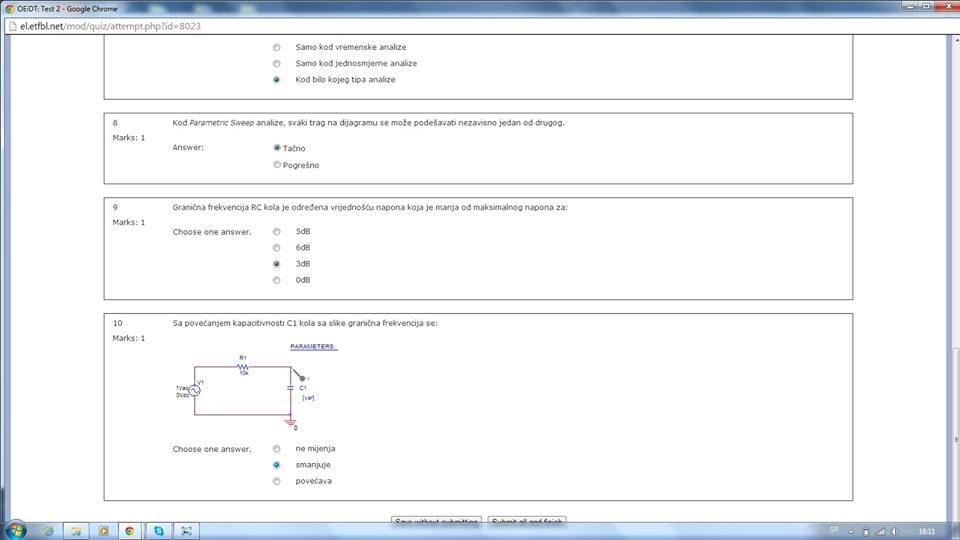 OEiDT: Test 2 - Google Chrome
el.etfbl.net/mod/quiz/attempt.php?id=8023
Samo kod vremenske analize
Samo kod jednosmjerne analize
Kod bilo kojeg tipa analize
8
Kod Parametric Sweep analize, svaki trag na dijagramu se može podešavati nezavisno jedan od drugog.
Marks: 1
Answer:
Tačno
Pogrešno
9
Granična frekvencija RC kola je određena vrijednošću napona koja je manja od maksimalnog napona za:
Marks: 1
Choose one answer.
5dB
6dB
3dB
0dB
10
Sa povećanjem kapacitivnosti C1 kola sa slike granična frekvencija se:
Marks: 1
PARAMETERS:
R1
10k
V1
1Vac
0Vdc
V
C1
{var}
0
Choose one answer.
ne mijenja
smanjuje
povećava
Save without submitting
Submit all and finish
SR
18:11